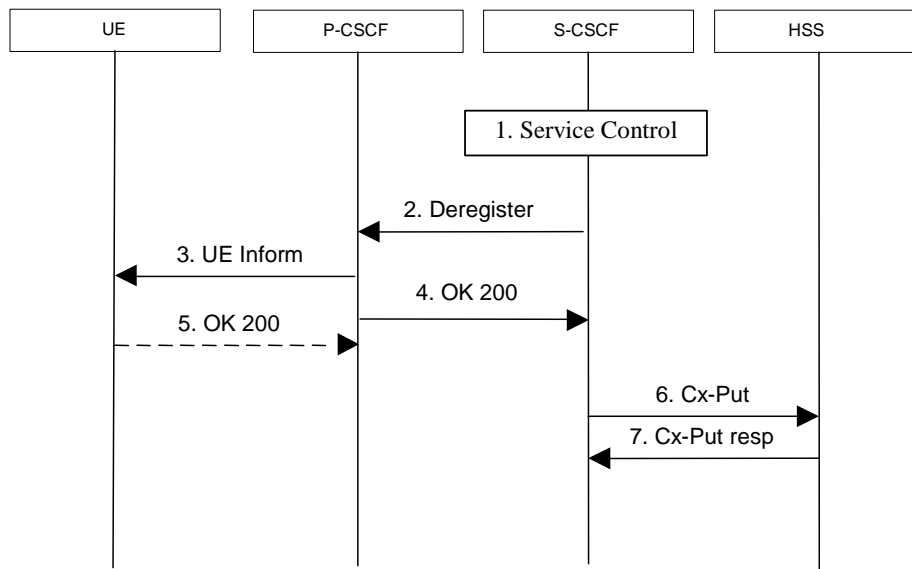 UE
P-CSCF
S-CSCF
HSS
1. Service Control
2. Deregister
3. UE Inform
4. OK 200
5. OK 200
6. Cx-Put
7. Cx-Put resp